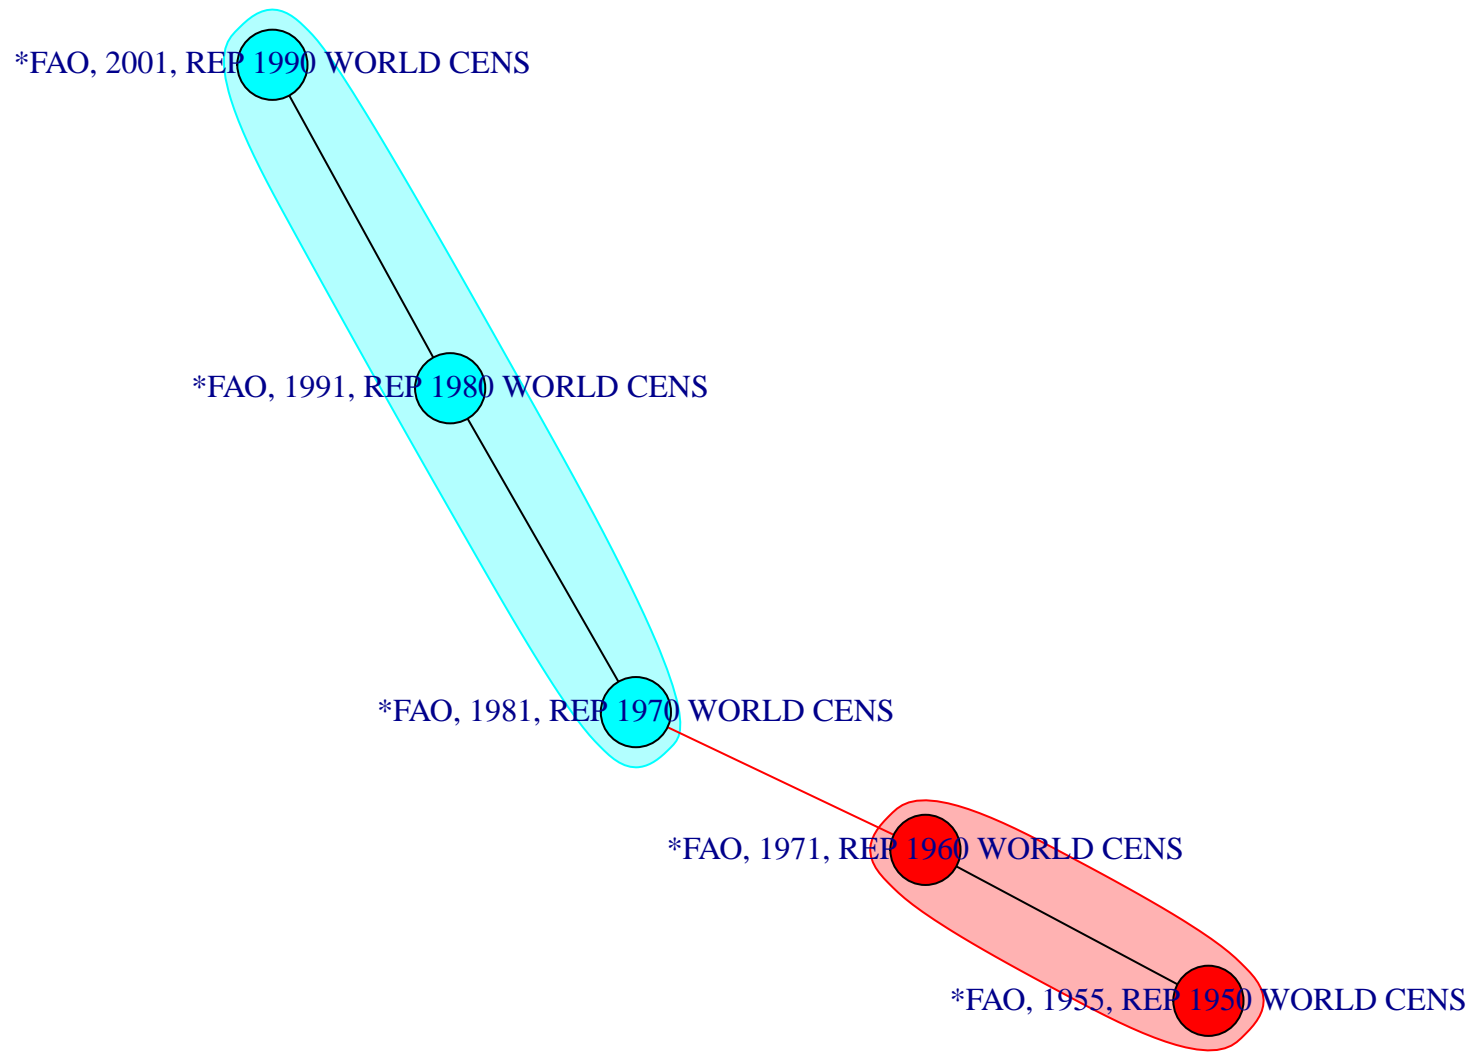 *FAO, 2001, REP 1990 WORLD CENS
*FAO, 1991, REP 1980 WORLD CENS
*FAO, 1981, REP 1970 WORLD CENS
*FAO, 1971, REP 1960 WORLD CENS
*FAO, 1955, REP 1950 WORLD CENS